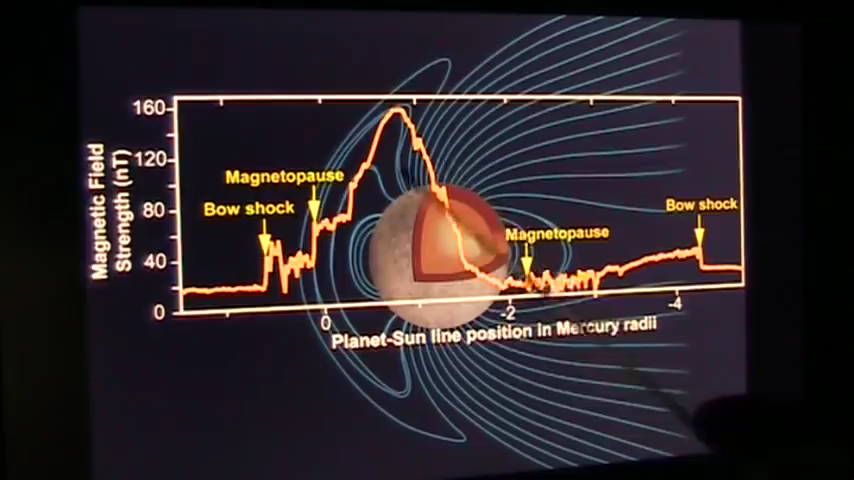 160
120
80
40
0
Magnetic Field
Strength (nT)
Magnetopause
Bow shock
Bow shock
Magnetopause
0
-2
-4
Planet-Sun line position in Mercury radii